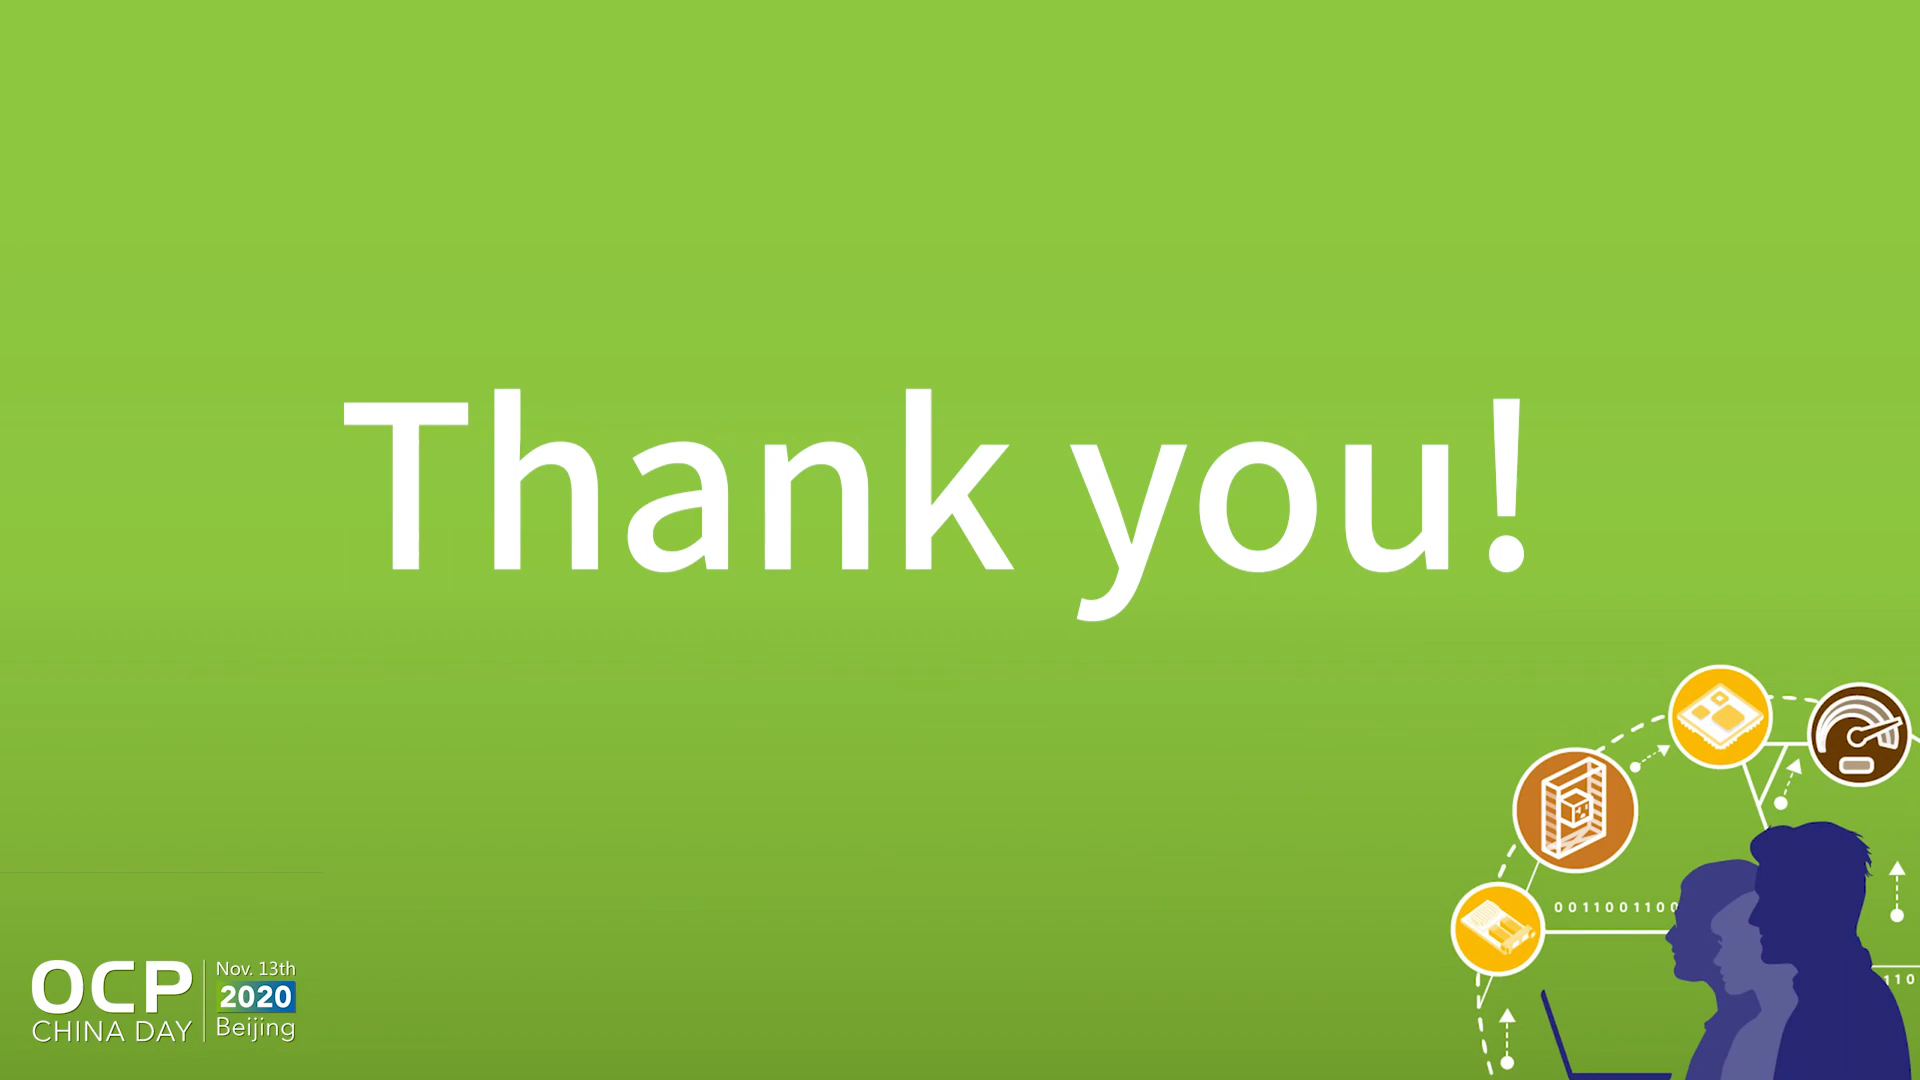 Thank you!
0011001100
110
OCP
CHINA DAY
Nov. 13th
2020
Beijing